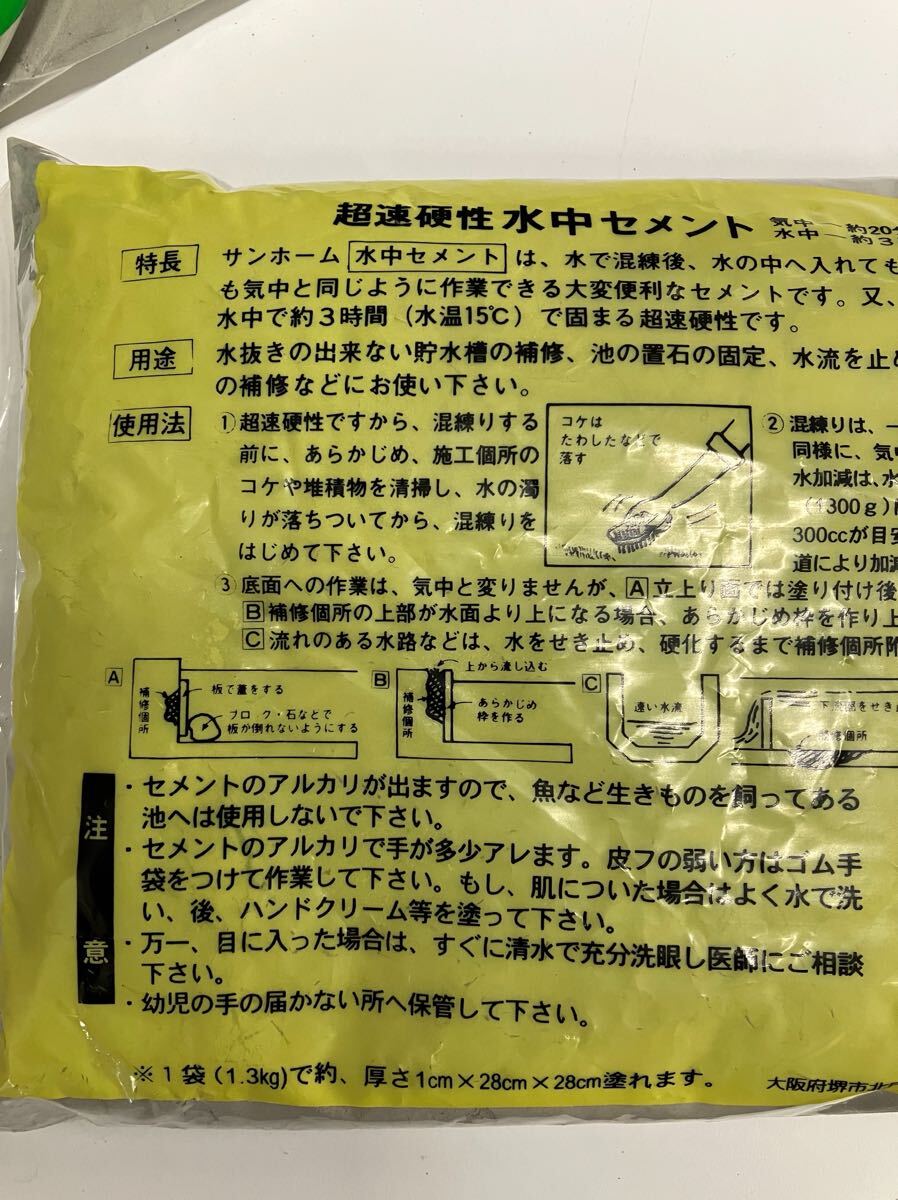 超速硬性 水中セメント 気中 — 約20
水中 — 約3
特長 サンホーム 水中セメント は、水で混練後、水の中へ入れても
も気中と同じように作業できる大変便利なセメントです。又、
水中で約3時間(水温15℃)で固まる超速硬性です。
用途 水抜きの出来ない貯水槽の補修、池の置石の固定、水流を止め
の補修などにお使い下さい。
使用法 ①超速硬性ですから、混練りする
前に、あらかじめ、施工個所の
コケや堆積物を清掃し、水の濁
りが落ちついてから、混練りを
はじめて下さい。
コケは
たわしたなどで
落す
② 混練りは、一
同様に、気中
水加減は、水
(1300g)
300ccが目安
道により加減
③ 底面への作業は、気中と変りませんが、A立上り面では塗り付け後
B補修個所の上部が水面より上になる場合、あらかじめ枠を作り上
C流れのある水路などは、水をせき止め、硬化するまで補修個所附
A 補修個所
板で蓋をする
ブロック・石などで
板が倒れないようにする
B 補修個所
上から流し込む
あらかじめ
枠を作る
C 速い水流
補修個所
注意
・セメントのアルカリが出ますので、魚など生きものを飼ってある
池へは使用しないで下さい。
・セメントのアルカリで手が多少アレます。皮フの弱い方はゴム手
袋をつけて作業して下さい。もし、肌についた場合はよく水で洗
い、後、ハンドクリーム等を塗って下さい。
・万一、目に入った場合は、すぐに清水で充分洗眼し医師にご相談
下さい。
・幼児の手の届かない所へ保管して下さい。
※1袋(1.3kg)で約、厚さ1cm×28cm×28cm塗れます。
大阪府堺市北